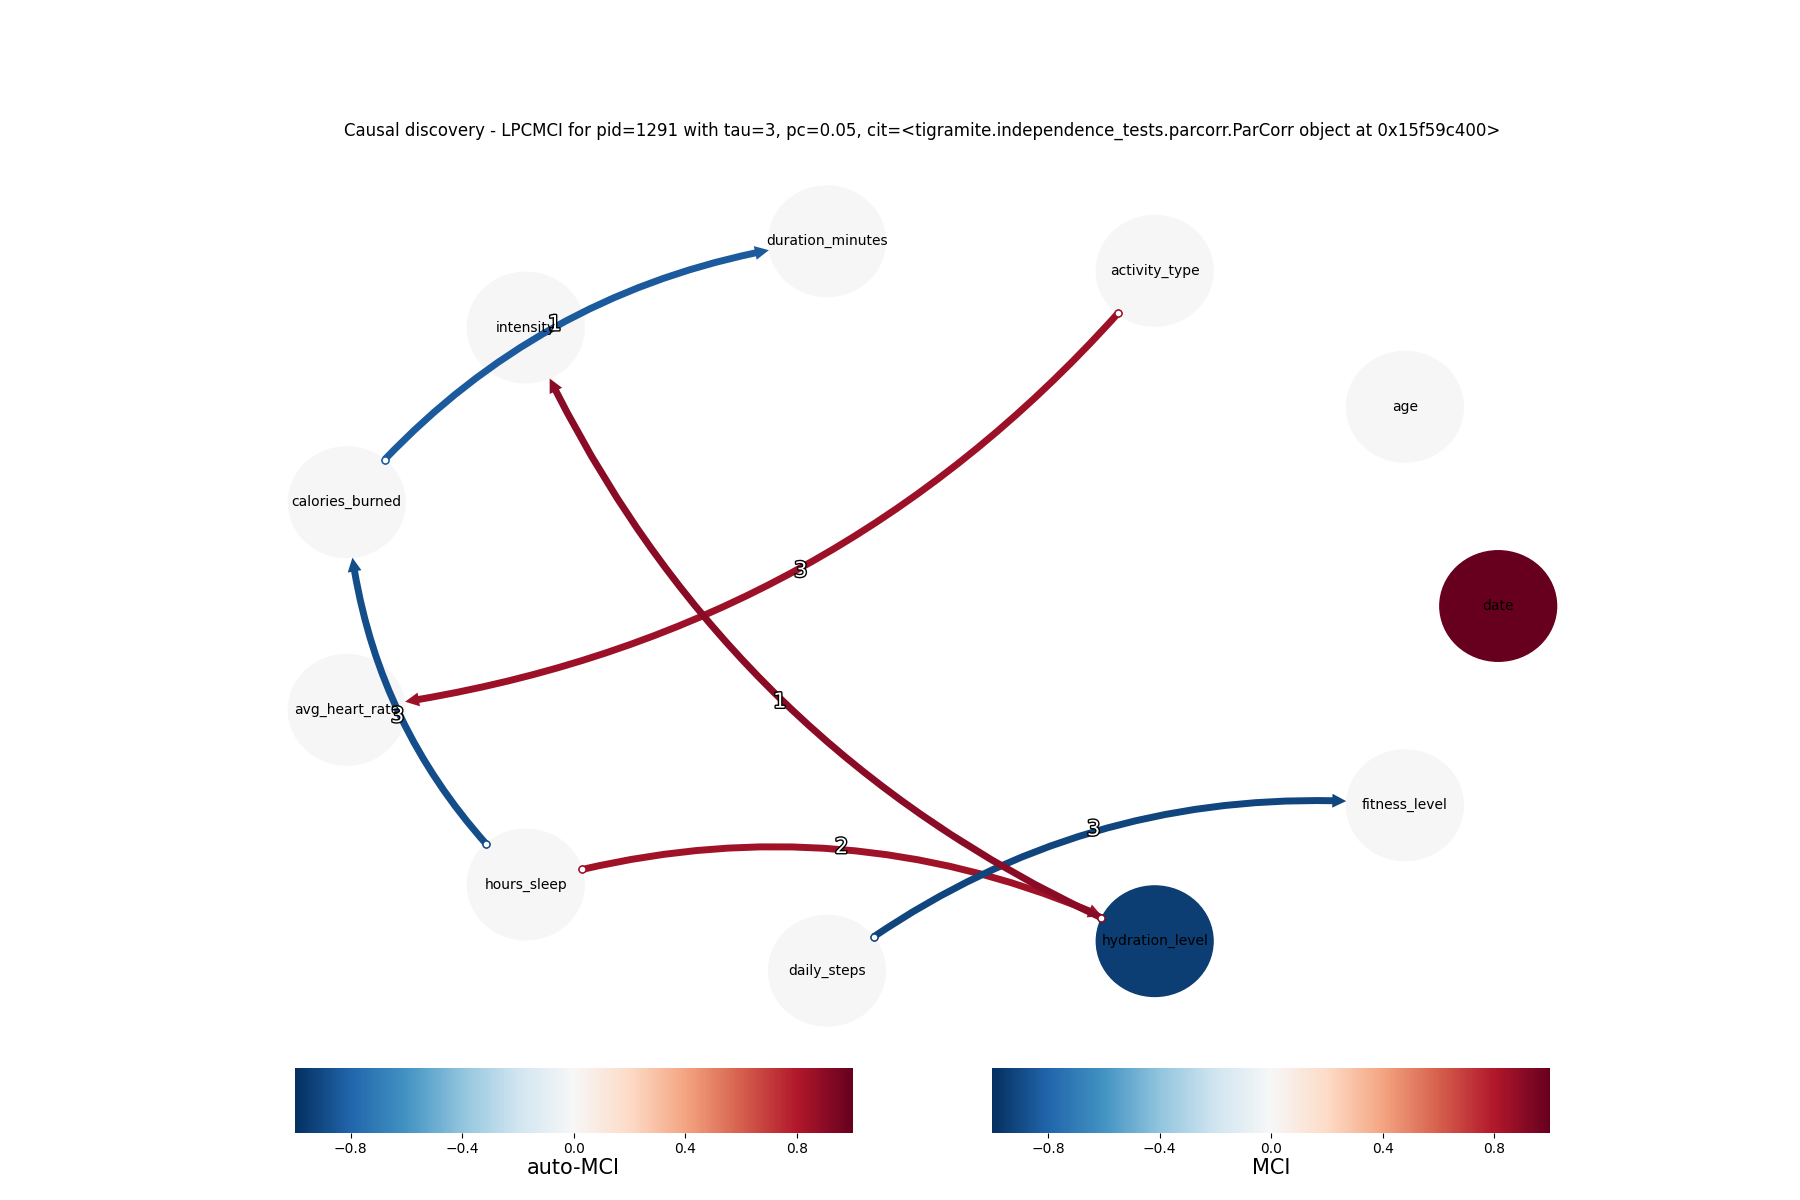 Causal discovery - LPCMCI for pid=1291 with tau=3, pc=0.05, cit=<tigramite.independence_tests.parcorr.ParCorr object at 0x15f59c400>
duration_minutes
activity_type
intensity
1
age
calories_burned
3
date
1
avg_heart_rate
3
fitness_level
3
2
hours_sleep
hydration_level
daily_steps
−0.8 −0.4 0.0 0.4 0.8
auto-MCI
−0.8 −0.4 0.0 0.4 0.8
MCI